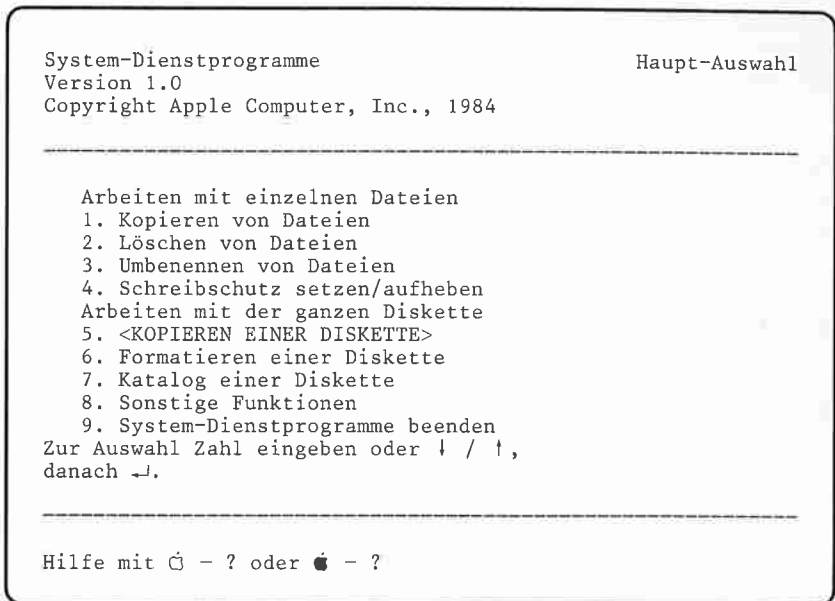 System-Dienstprogramme Haupt-Auswahl
Version 1.0
Copyright Apple Computer, Inc., 1984
Arbeiten mit einzelnen Dateien
1. Kopieren von Dateien
2. Löschen von Dateien
3. Umbenennen von Dateien
4. Schreibschutz setzen/aufheben
Arbeiten mit der ganzen Diskette
5. <KOPIEREN EINER DISKETTE>
6. Formatieren einer Diskette
7. Katalog einer Diskette
8. Sonstige Funktionen
9. System-Dienstprogramme beenden
Zur Auswahl Zahl eingeben oder ↓ / ↑,
danach ↵.
Hilfe mit  - ? oder  - ?